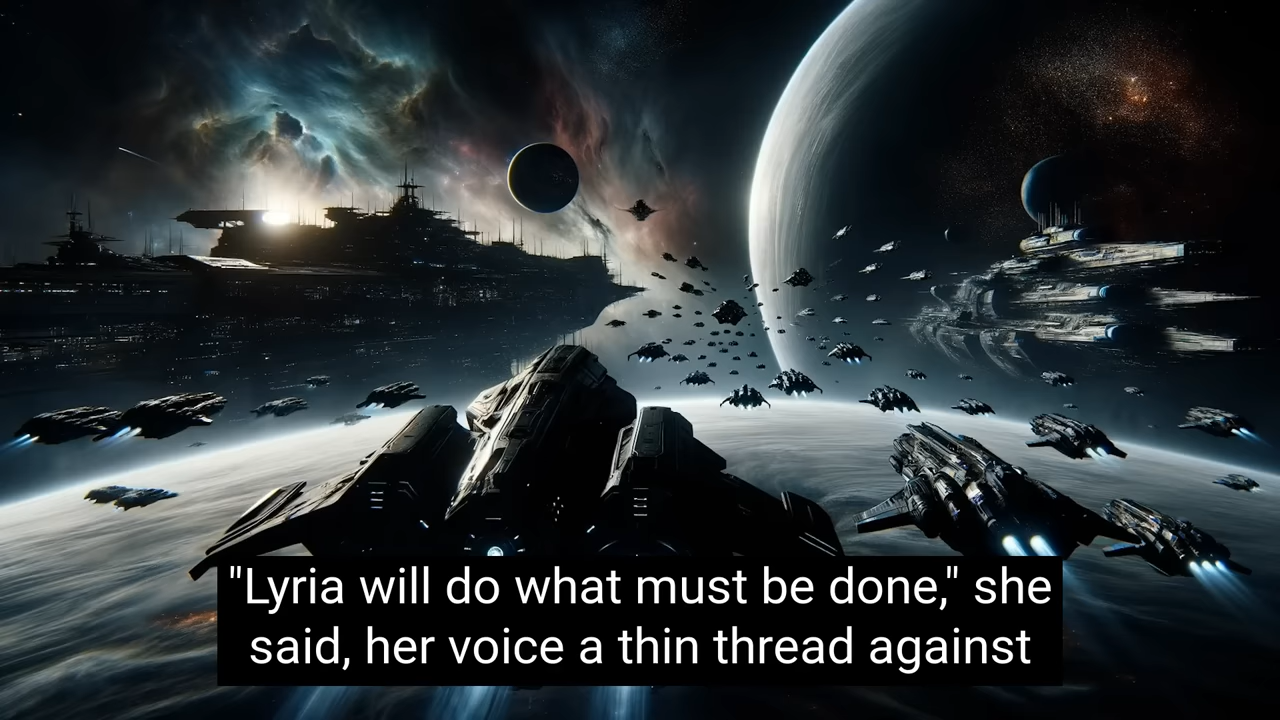 "Lyria will do what must be done," she
said, her voice a thin thread against